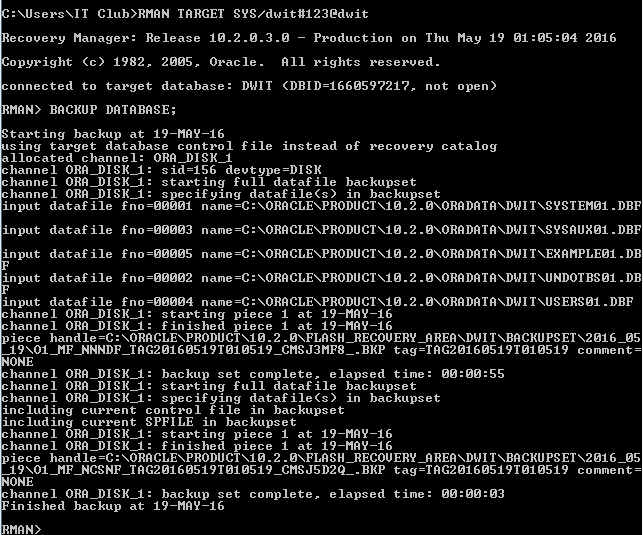 C:\Users\IT Club>RMAN TARGET SYS/dwit#123@dwit
Recovery Manager: Release 10.2.0.3.0 - Production on Thu May 19 01:05:04 2016
Copyright (c) 1982, 2005, Oracle.  All rights reserved.
connected to target database: DWIT (DBID=1660597217, not open)
RMAN> BACKUP DATABASE;
Starting backup at 19-MAY-16
using target database control file instead of recovery catalog
allocated channel: ORA_DISK_1
channel ORA_DISK_1: sid=156 devtype=DISK
channel ORA_DISK_1: starting full datafile backupset
channel ORA_DISK_1: specifying datafile(s) in backupset
input datafile fno=00001 name=C:\ORACLE\PRODUCT\10.2.0\ORADATA\DWIT\SYSTEM01.DBF
input datafile fno=00003 name=C:\ORACLE\PRODUCT\10.2.0\ORADATA\DWIT\SYSAUX01.DBF
input datafile fno=00005 name=C:\ORACLE\PRODUCT\10.2.0\ORADATA\DWIT\EXAMPLE01.DB
F
input datafile fno=00002 name=C:\ORACLE\PRODUCT\10.2.0\ORADATA\DWIT\UNDOTBS01.DB
F
input datafile fno=00004 name=C:\ORACLE\PRODUCT\10.2.0\ORADATA\DWIT\USERS01.DBF
channel ORA_DISK_1: starting piece 1 at 19-MAY-16
channel ORA_DISK_1: finished piece 1 at 19-MAY-16
piece handle=C:\ORACLE\PRODUCT\10.2.0\FLASH_RECOVERY_AREA\DWIT\BACKUPSET\2016_05
_19\O1_MF_NNNDF_TAG20160519T010519_CMSJ3MF8_.BKP tag=TAG20160519T010519 comment=
NONE
channel ORA_DISK_1: backup set complete, elapsed time: 00:00:55
channel ORA_DISK_1: starting full datafile backupset
channel ORA_DISK_1: specifying datafile(s) in backupset
including current control file in backupset
including current SPFILE in backupset
channel ORA_DISK_1: starting piece 1 at 19-MAY-16
channel ORA_DISK_1: finished piece 1 at 19-MAY-16
piece handle=C:\ORACLE\PRODUCT\10.2.0\FLASH_RECOVERY_AREA\DWIT\BACKUPSET\2016_05
_19\O1_MF_NCSNF_TAG20160519T010519_CMSJ5D2Q_.BKP tag=TAG20160519T010519 comment=
NONE
channel ORA_DISK_1: backup set complete, elapsed time: 00:00:03
Finished backup at 19-MAY-16
RMAN>